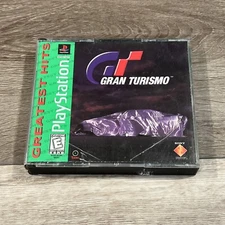 GREATEST HITS
PlayStation
GT
GRAN TURISMO
E